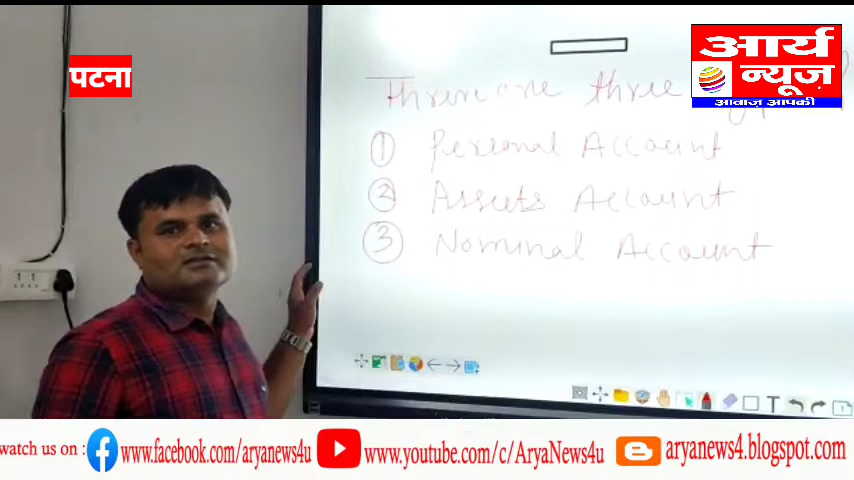 पटना
आर्य
न्यूज़
आवाज़ आपकी
There are three
① Personal Account
② Assets Account
③ Nominal Account
watch us on : www.facebook.com/aryanews4u www.youtube.com/c/AryaNews4u aryanews4.blogspot.com